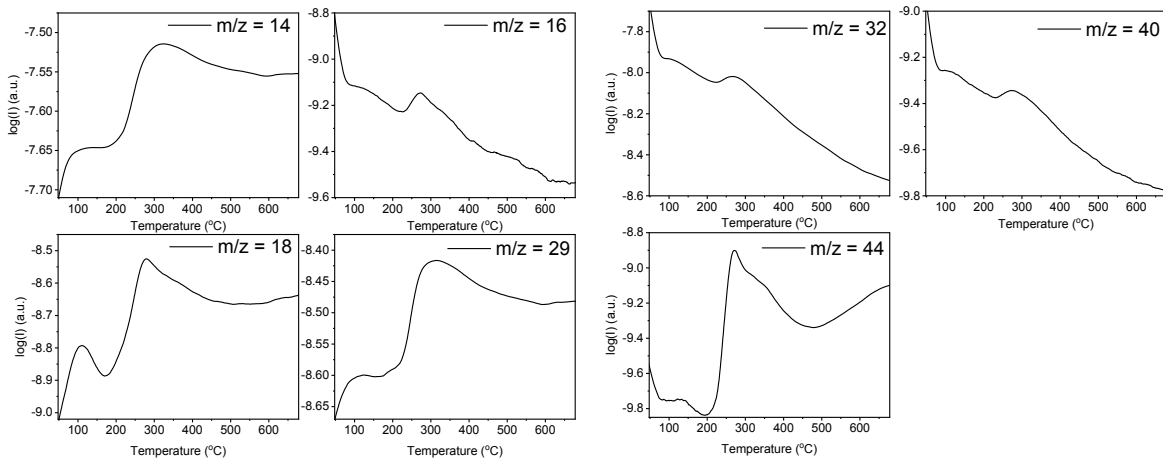 m/z = 14
-7.50
-7.55
-7.60
-7.65
-7.70
log(I) (a.u.)
100 200 300 400 500 600
Temperature (°C)
m/z = 16
-8.8
-9.0
-9.2
-9.4
-9.6
100 200 300 400 500 600
Temperature (°C)
m/z = 32
-7.8
-8.0
-8.2
-8.4
-8.6
log(I) (a.u.)
100 200 300 400 500 600
Temperature (°C)
m/z = 40
-9.0
-9.2
-9.4
-9.6
-9.8
100 200 300 400 500 600
Temperature (°C)
m/z = 18
-8.5
-8.6
-8.7
-8.8
-8.9
-9.0
log(I) (a.u.)
100 200 300 400 500 600
Temperature (°C)
m/z = 29
-8.40
-8.45
-8.50
-8.55
-8.60
-8.65
100 200 300 400 500 600
Temperature (°C)
m/z = 44
-8.8
-9.0
-9.2
-9.4
-9.6
-9.8
log(I) (a.u.)
100 200 300 400 500 600
Temperature (°C)